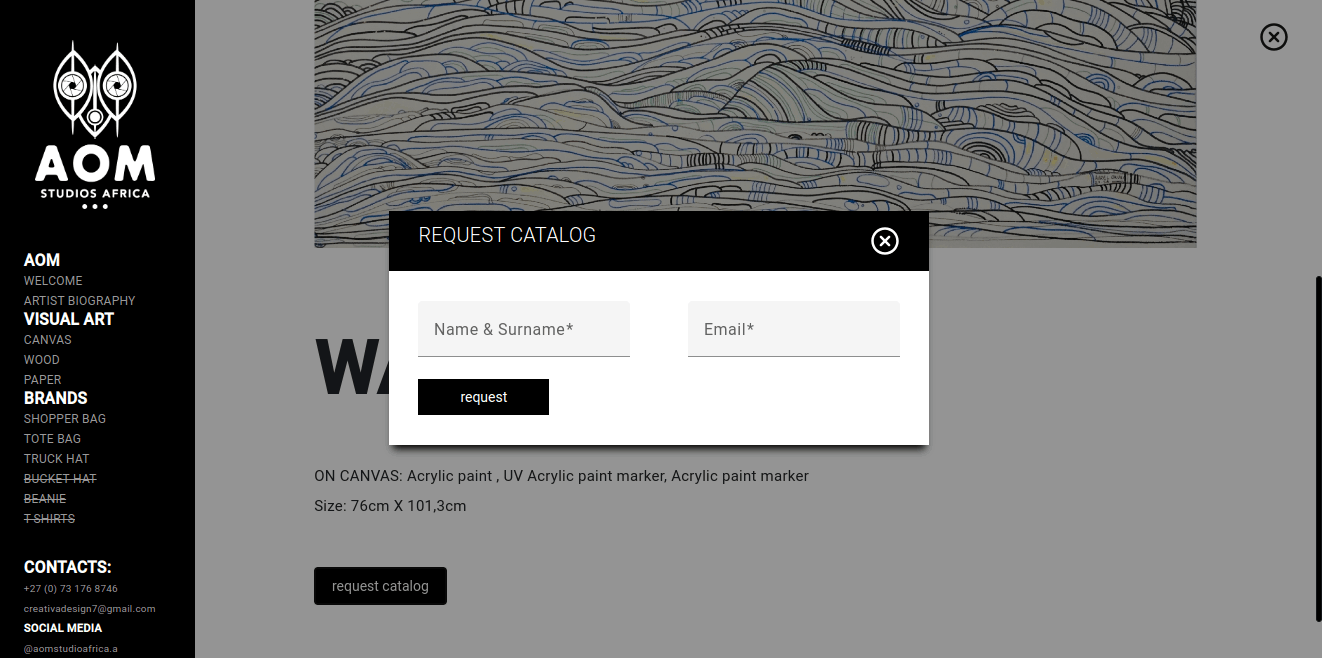 AOM
STUDIOS AFRICA
AOM
WELCOME
ARTIST BIOGRAPHY
VISUAL ART
CANVAS
WOOD
PAPER
BRANDS
SHOPPER BAG
TOTE BAG
TRUCK HAT
BUCKET HAT
BEANIE
T-SHIRTS
CONTACTS:
+27 (0) 73 176 8746
creativadesign7@gmail.com
SOCIAL MEDIA
@aomstudioafrica.a
REQUEST CATALOG
Name & Surname*
Email*
request
ON CANVAS: Acrylic paint , UV Acrylic paint marker, Acrylic paint marker
Size: 76cm X 101,3cm
request catalog